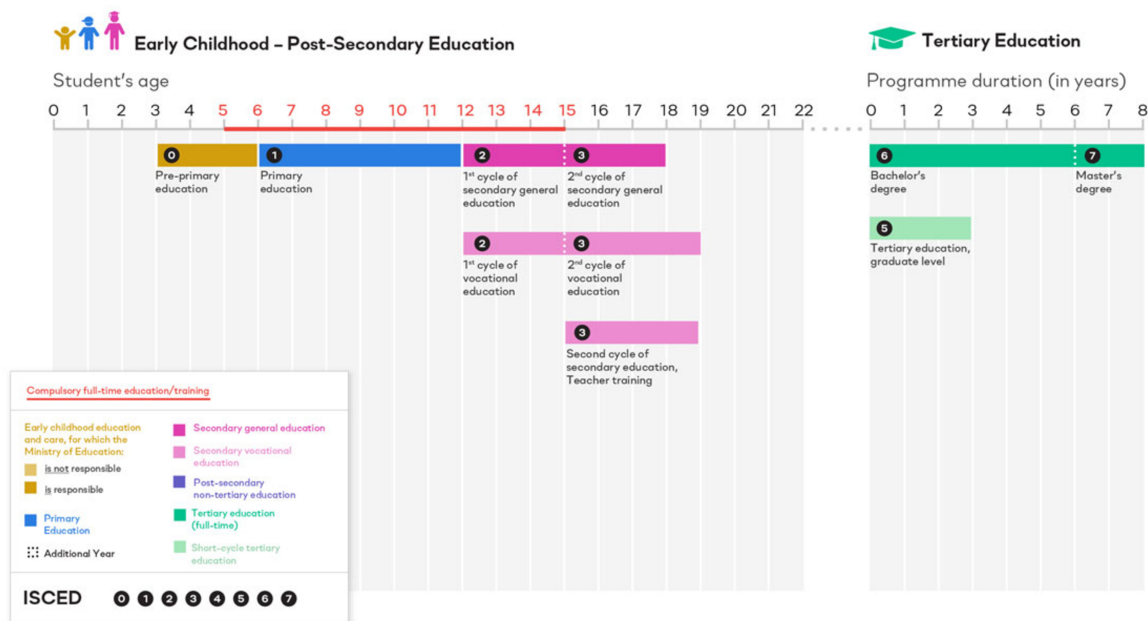 Early Childhood – Post-Secondary Education
Tertiary Education
Student's age
Programme duration (in years)
0 1 2 3 4 5 6 7 8 9 10 11 12 13 14 15 16 17 18 19 20 21 22
0 1 2 3 4 5 6 7 8
0 1 2 3 6 7
Pre-primary
education
Primary
education
1st cycle of
secondary general
education
2nd cycle of
secondary general
education
Bachelor's
degree
Master's
degree
2 3
1st cycle of
vocational
education
2nd cycle of
vocational
education
5
Tertiary education,
graduate level
3
Second cycle of
secondary education,
Teacher training
Compulsory full-time education/training
Early childhood education
and care, for which the
Ministry of Education:
is not responsible
is responsible
Primary
Education
Additional Year
Secondary general education
Secondary vocational
education
Post-secondary
non-tertiary education
Tertiary education
(full-time)
Short-cycle tertiary
education
ISCED 0 1 2 3 4 5 6 7